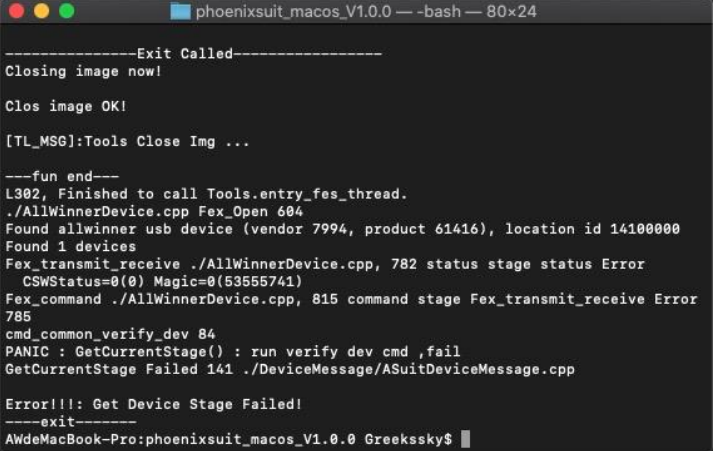 phoenixsuit_macos_V1.0.0 — -bash — 80×24
---------------Exit Called-----------------
Closing image now!
Clos image OK!
[TL_MSG]:Tools Close Img ...
---fun end---
L302, Finished to call Tools.entry_fes_thread.
./AllWinnerDevice.cpp Fex_Open 604
Found allwinner usb device (vendor 7994, product 61416), location id 14100000
Found 1 devices
Fex_transmit_receive ./AllWinnerDevice.cpp, 782 status stage status Error
  CSWStatus=0(0) Magic=0(53555741)
Fex_command ./AllWinnerDevice.cpp, 815 command stage Fex_transmit_receive Error
785
cmd_common_verify_dev 84
PANIC : GetCurrentStage() : run verify dev cmd ,fail
GetCurrentStage Failed 141 ./DeviceMessage/ASuitDeviceMessage.cpp
Error!!!: Get Device Stage Failed!
----exit-------
AWdeMacBook-Pro:phoenixsuit_macos_V1.0.0 Greekssky$